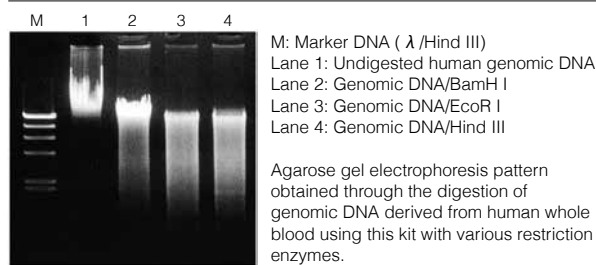 M 1 2 3 4
M: Marker DNA ( λ /Hind III)
Lane 1: Undigested human genomic DNA
Lane 2: Genomic DNA/BamH I
Lane 3: Genomic DNA/EcoR I
Lane 4: Genomic DNA/Hind III
Agarose gel electrophoresis pattern
obtained through the digestion of
genomic DNA derived from human whole
blood using this kit with various restriction
enzymes.